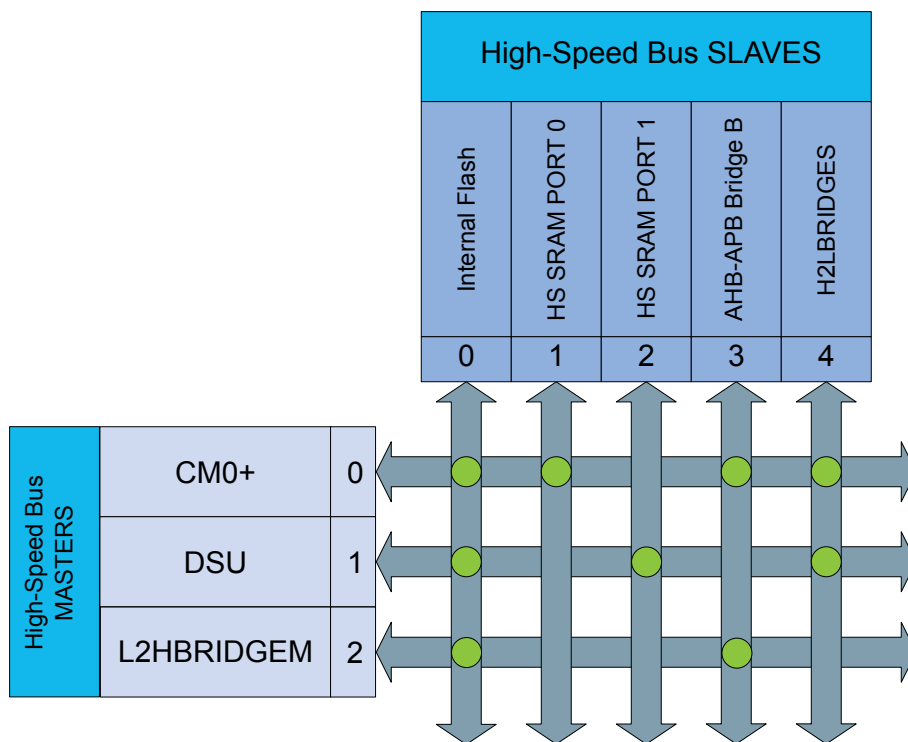 High-Speed Bus SLAVES
Internal Flash
HS SRAM PORT 0
HS SRAM PORT 1
AHB-APB Bridge B
H2LBRIDGES
0
1
2
3
4
High-Speed Bus
MASTERS
CM0+
0
DSU
1
L2HBRIDGEM
2